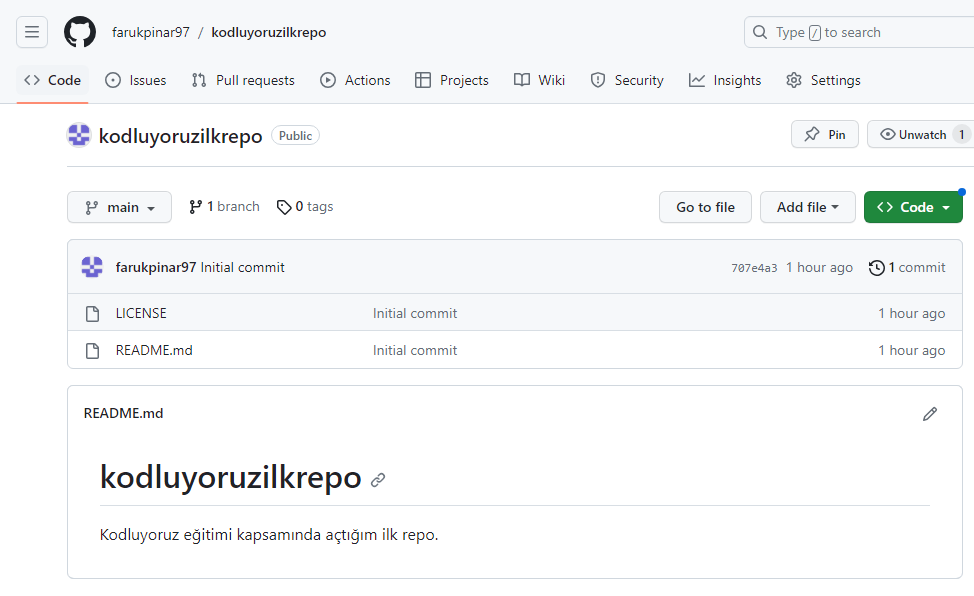 farukpinar97 / kodluyoruzilkrepo
Type / to search
Code Issues Pull requests Actions Projects Wiki Security Insights Settings
kodluyoruzilkrepo Public
Pin Unwatch 1
main 1 branch 0 tags
Go to file Add file Code
farukpinar97 Initial commit 707e4a3 1 hour ago 1 commit
LICENSE Initial commit 1 hour ago
README.md Initial commit 1 hour ago
README.md
kodluyoruzilkrepo
Kodluyoruz eğitimi kapsamında açtığım ilk repo.